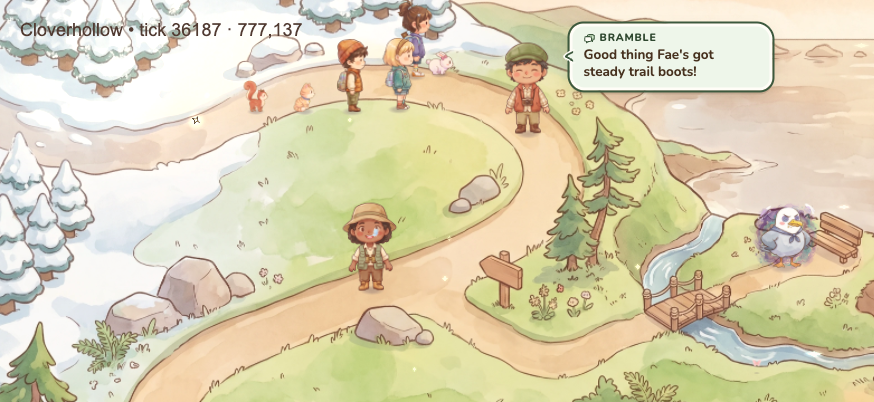 Cloverhollow • tick 36187 · 777,137
BRAMBLE
Good thing Fae's got
steady trail boots!